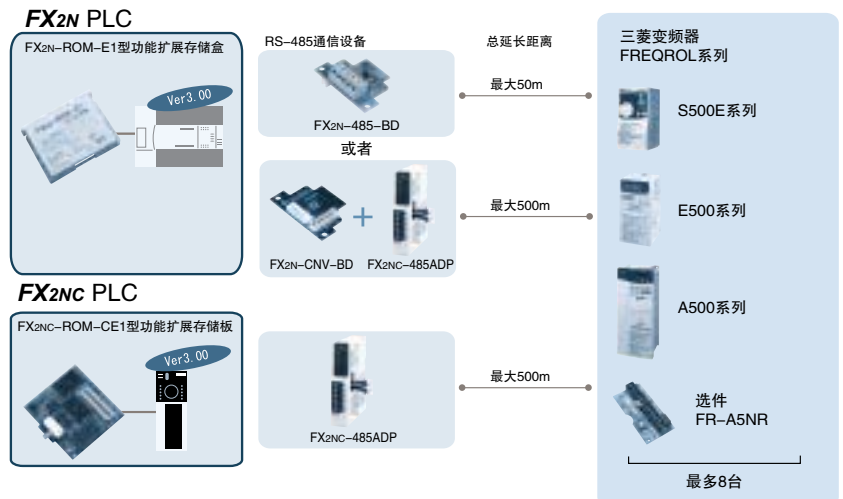 FX2N PLC
FX2N-ROM-E1型功能扩展存储盒
Ver3.00
RS-485通信设备
FX2N-485-BD
或者
+
FX2N-CNV-BD
FX2NC-485ADP
总延长距离
最大50m
最大500m
三菱变频器
FREQROL系列
S500E系列
E500系列
A500系列
选件
FR-A5NR
最多8台
FX2NC PLC
FX2NC-ROM-CE1型功能扩展存储板
Ver3.00
FX2NC-485ADP
最大500m